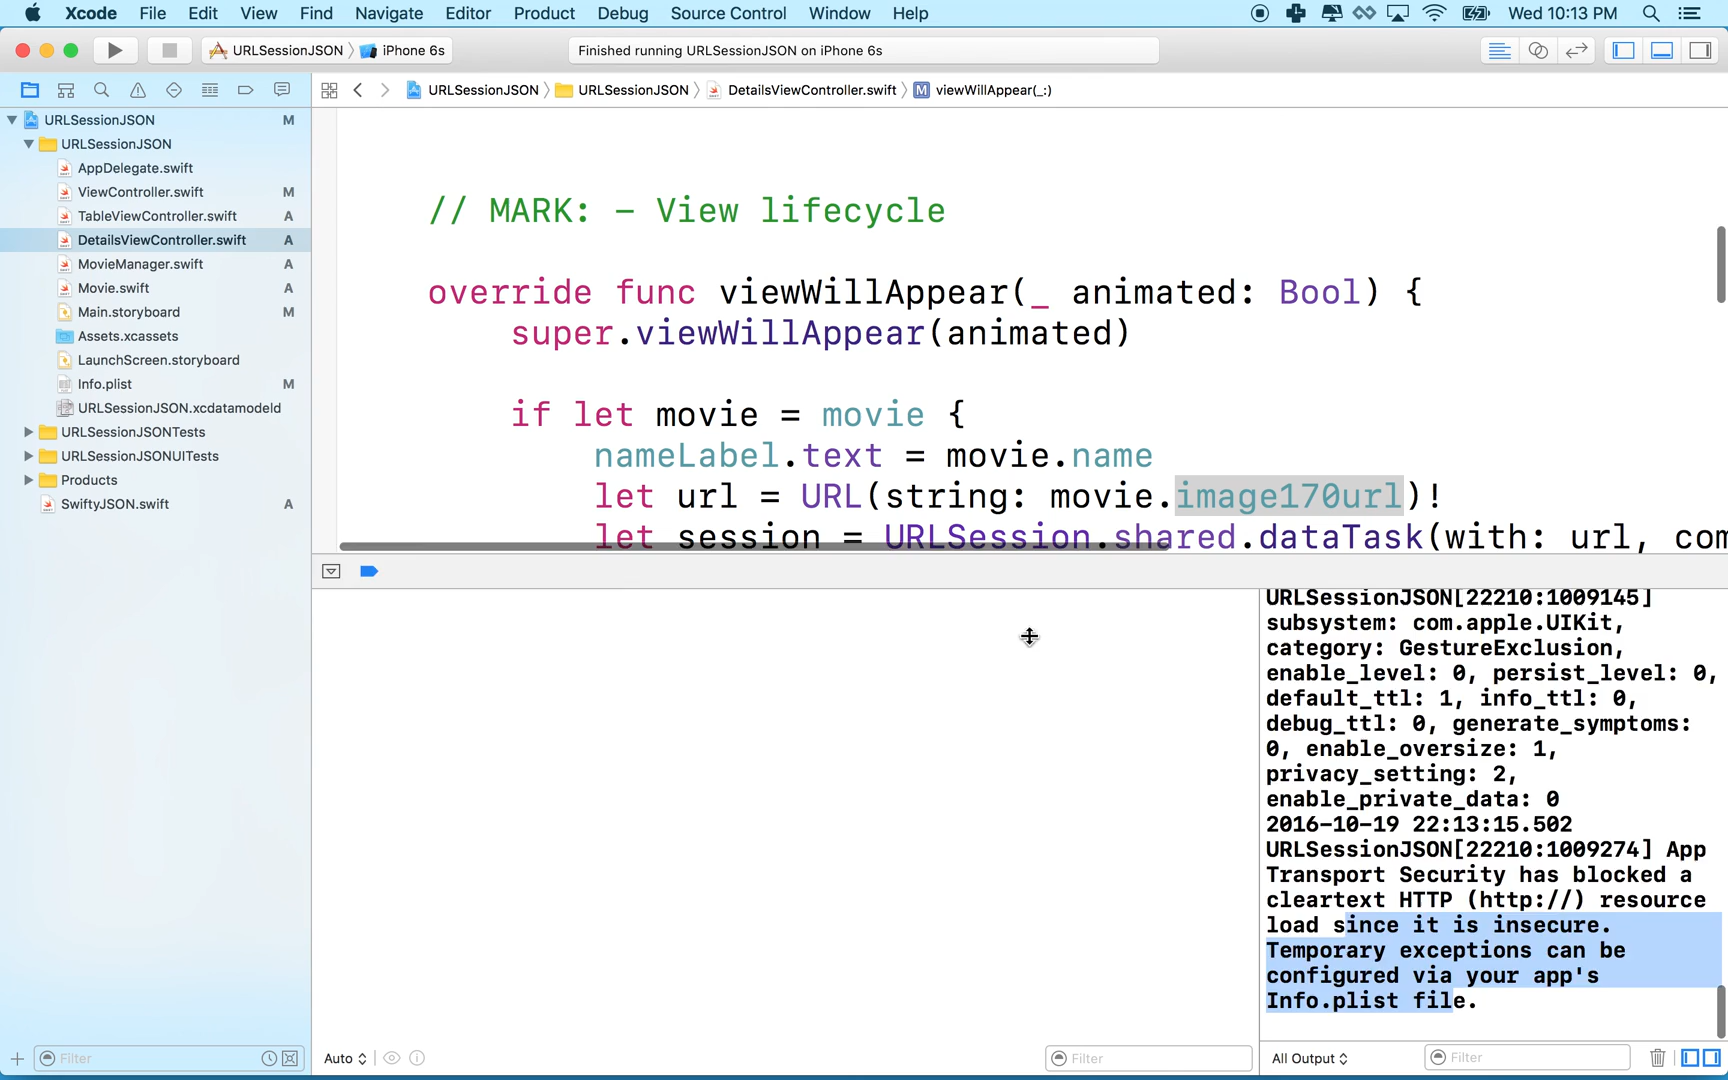 Xcode File Edit View Find Navigate Editor Product Debug Source Control Window Help Wed 10:13 PM
URLSessionJSON iPhone 6s
Finished running URLSessionJSON on iPhone 6s
URLSessionJSON URLSessionJSON DetailsViewController.swift M viewWillAppear(_:)
URLSessionJSON M
URLSessionJSON
AppDelegate.swift
ViewController.swift M
TableViewController.swift A
DetailsViewController.swift A
MovieManager.swift A
Movie.swift A
Main.storyboard M
Assets.xcassets
LaunchScreen.storyboard
Info.plist M
URLSessionJSON.xcdatamodeld
URLSessionJSONTests
URLSessionJSONUITests
Products
SwiftyJSON.swift A
// MARK: - View lifecycle
override func viewWillAppear(_ animated: Bool) {
super.viewWillAppear(animated)
if let movie = movie {
nameLabel.text = movie.name
let url = URL(string: movie.image170url)!
let session = URLSession.shared.dataTask(with: url, com
URLSessionJSON[22210:1009145]
subsystem: com.apple.UIKit,
category: GestureExclusion,
enable_level: 0, persist_level: 0,
default_ttl: 1, info_ttl: 0,
debug_ttl: 0, generate_symptoms:
0, enable_oversize: 1,
privacy_setting: 2,
enable_private_data: 0
2016-10-19 22:13:15.502
URLSessionJSON[22210:1009274] App
Transport Security has blocked a
cleartext HTTP (http://) resource
load since it is insecure.
Temporary exceptions can be
configured via your app's
Info.plist file.
Filter
Auto
Filter
All Output
Filter